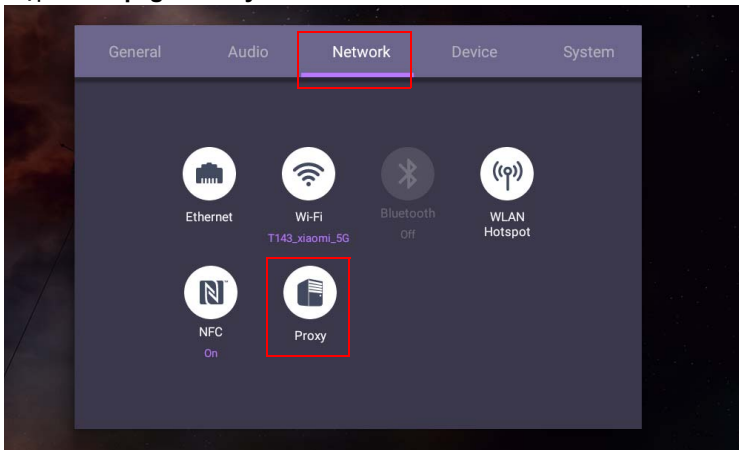 General Audio Network Device System
Ethernet Wi-Fi Bluetooth WLAN
Hotspot
T143_xiaomi_5G Off
NFC Proxy
On